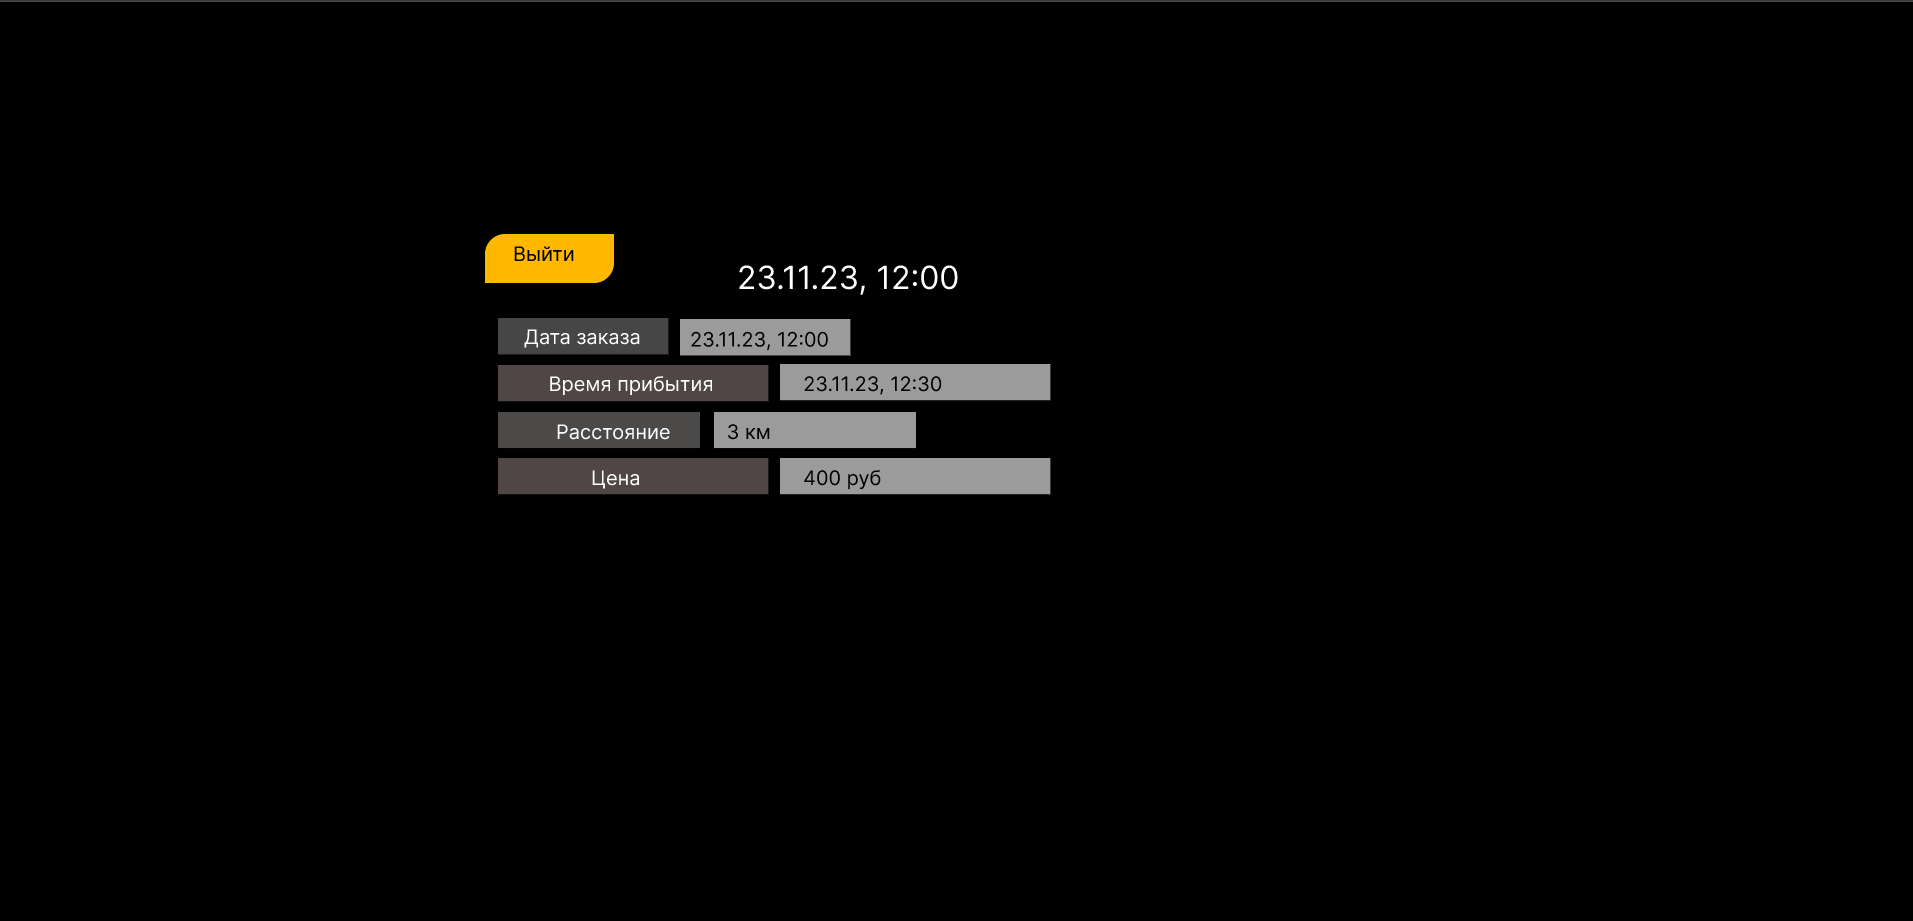 Выйти
23.11.23, 12:00
Дата заказа 23.11.23, 12:00
Время прибытия 23.11.23, 12:30
Расстояние 3 км
Цена 400 руб